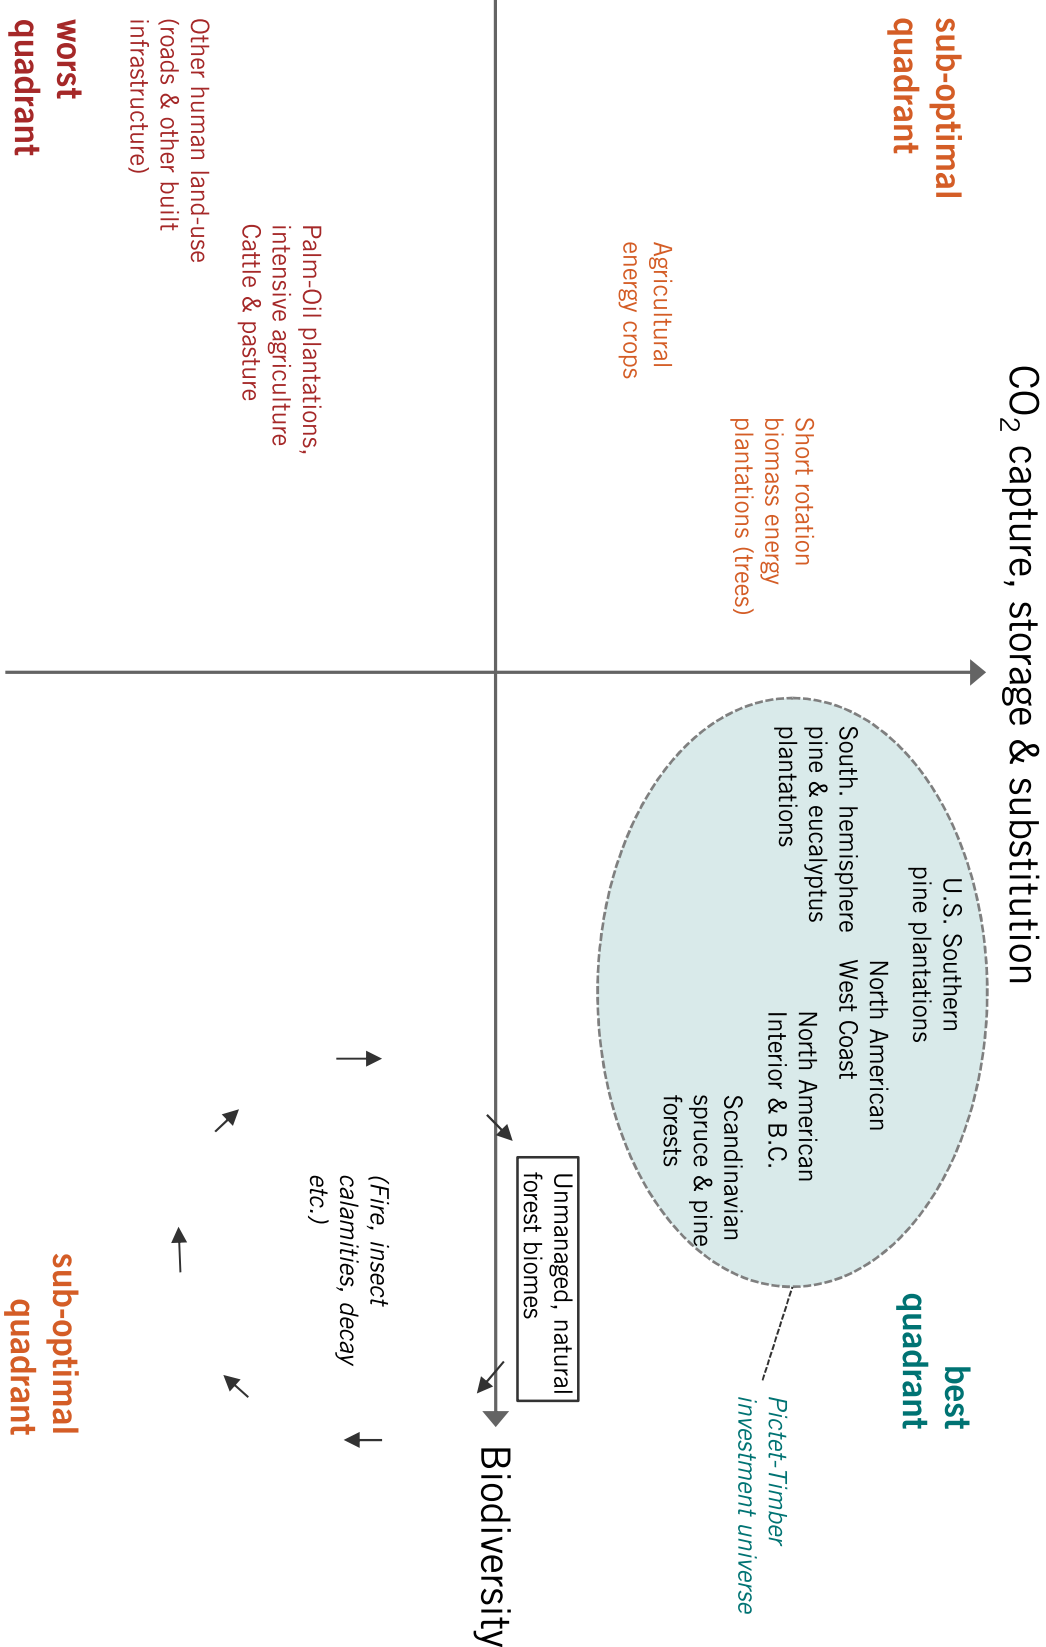 CO2 capture, storage & substitution
sub-optimal
quadrant
best
quadrant
U.S. Southern
pine plantations
North American
West Coast
South. hemisphere
pine & eucalyptus
plantations
North American
Interior & B.C.
Short rotation
biomass energy
plantations (trees)
Pictet-Timber
investment universe
Scandinavian
spruce & pine
forests
Agricultural
energy crops
Unmanaged, natural
forest biomes
Biodiversity
(Fire, insect
calamities, decay
etc.)
Palm-Oil plantations,
intensive agriculture
Cattle & pasture
Other human land-use
(roads & other built
infrastructure)
worst
quadrant
sub-optimal
quadrant